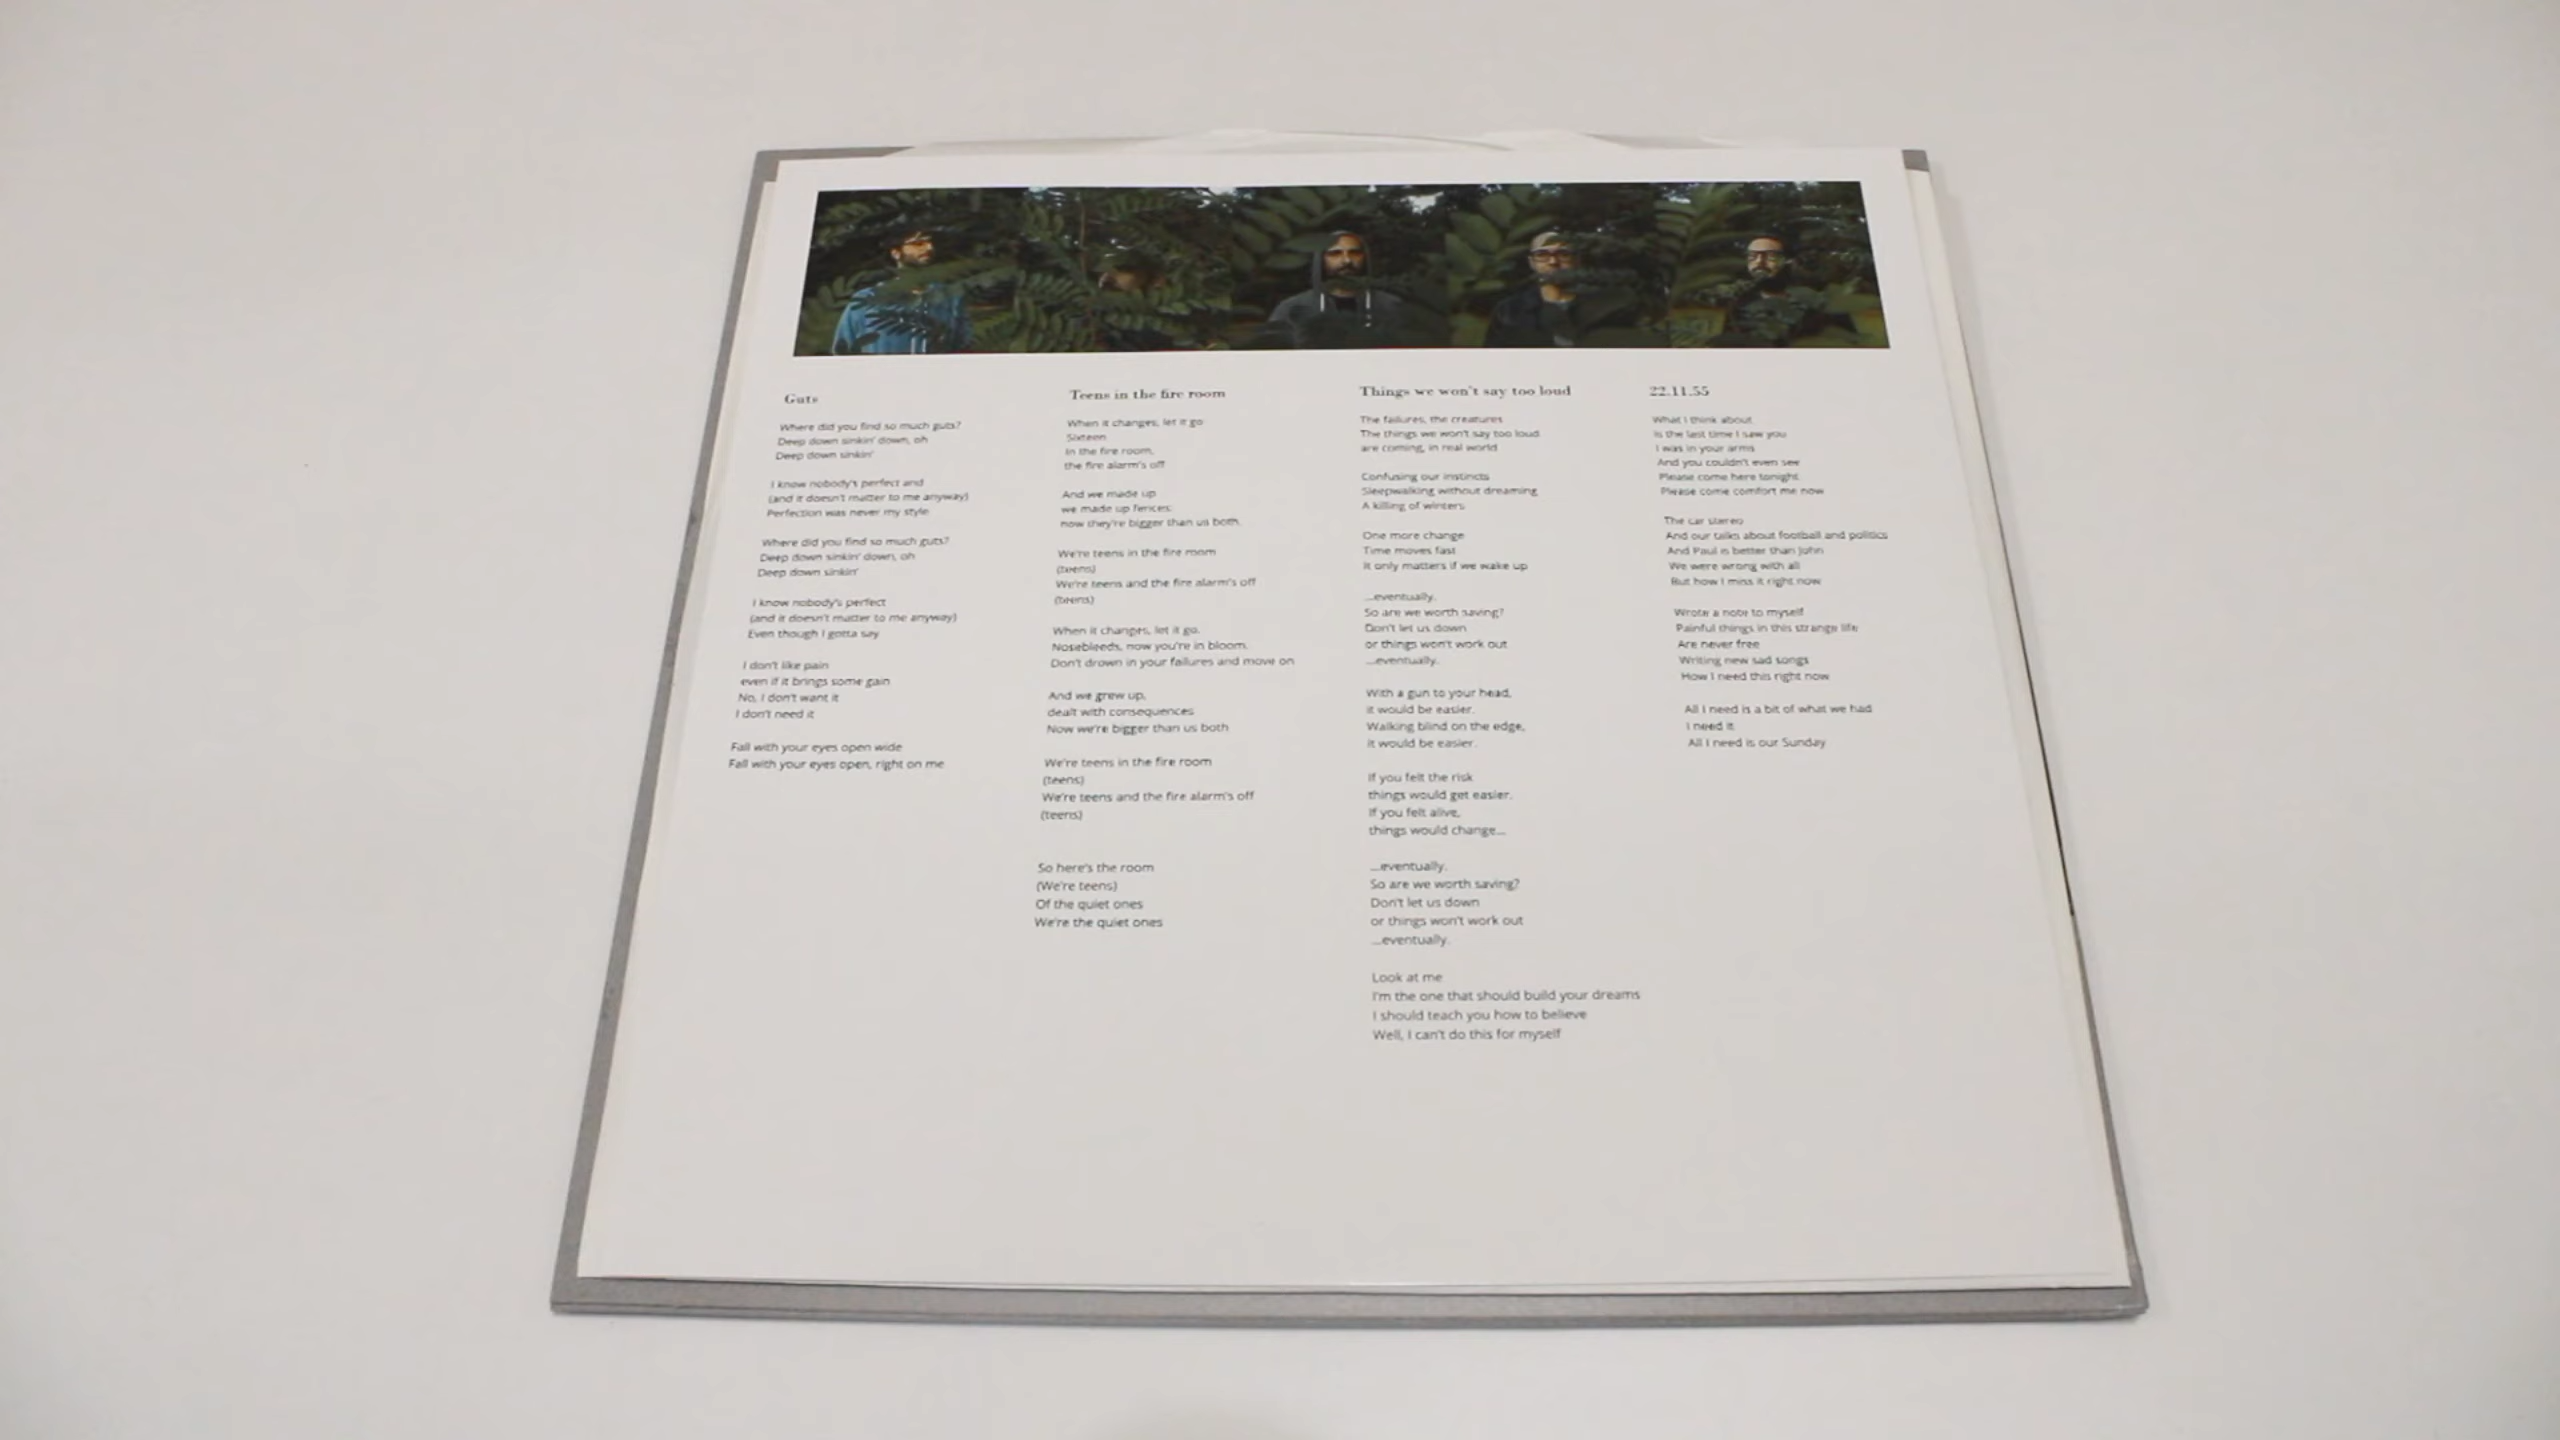 Guts
Where did you find so much guts?
Deep down sinkin' down, oh
Deep down sinkin'
I know nobody's perfect and
(and it doesn't matter to me anyway)
Perfection was never my style
Where did you find so much guts?
Deep down sinkin' down, oh
Deep down sinkin'
I know nobody's perfect
(and it doesn't matter to me anyway)
Even though I gotta say
I don't like pain
even if it brings some gain
No, I don't want it
I don't need it
Fall with your eyes open wide
Fall with your eyes open, right on me
Teens in the fire room
When it changes, let it go
Sixteen
In the fire room,
the fire alarm's off
And we made up
we made up fences
now they're bigger than us both.
We're teens in the fire room
(teens)
We're teens and the fire alarm's off
(teens)
When it changes, let it go.
Nosebleeds, now you're in bloom.
Don't drown in your failures and move on
And we grew up,
dealt with consequences
Now we're bigger than us both
We're teens in the fire room
(teens)
We're teens and the fire alarm's off
(teens)
So here's the room
(We're teens)
Of the quiet ones
We're the quiet ones
Things we won't say too loud
The failures, the creatures
The things we won't say too loud
are coming, in real world
Confusing our instincts
Sleepwalking without dreaming
A killing of winters
One more change
Time moves fast
It only matters if we wake up
...eventually.
So are we worth saving?
Don't let us down
or things won't work out
...eventually.
With a gun to your head,
it would be easier.
Walking blind on the edge,
it would be easier.
If you felt the risk
things would get easier.
If you felt alive,
things would change...
...eventually.
So are we worth saving?
Don't let us down
or things won't work out
...eventually.
Look at me
I'm the one that should build your dreams
I should teach you how to believe
Well, I can't do this for myself
22.11.55
What I think about
Is the last time I saw you
I was in your arms
And you couldn't even see
Please come here tonight
Please come comfort me now
The car stereo
And our talks about football and politics
And Paul is better than John
We were wrong with all
But how I miss it right now
Wrote a note to myself
Painful things in this strange life
Are never free
Writing new sad songs
How I need this right now
All I need is a bit of what we had
I need it
All I need is our Sunday